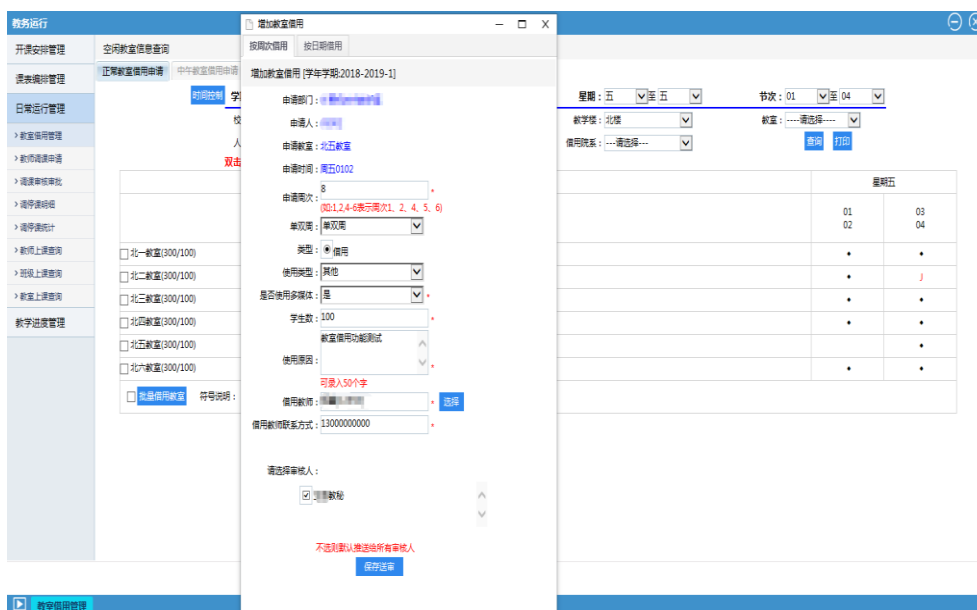 教务运行
增加教室借用
开课安排管理
空闲教室信息查询
按周次借用 按日期借用
课表编排管理
正常教室借用申请 中午教室借用申请
增加教室借用 [学年学期:2018-2019-1]
日常运行管理
时间控制
申请部门：
星期：五 至 五 节次：01 至 04
> 教室借用管理
申请人：
教学楼：北楼 教室：----请选择----
> 教师调课申请
申请教室：北五教室
借用院系：---请选择---
查询 打印
> 调课审核审批
双击
申请时间：周五0102
> 调停课明细
申请周次：8 *
(如:1,2,4-6表示周次1、2、4、5、6)
星期五
> 调停课统计
单双周：单双周
01 03
02 04
> 教师上课查询
类型：借用
北一教室(300/100)
> 班级上课查询
使用类型：其他
北二教室(300/100) J
> 教室上课查询
是否使用多媒体：是 *
北三教室(300/100)
教学进度管理
学生数：100 *
北四教室(300/100)
使用原因：教室借用功能测试 *
北五教室(300/100)
北六教室(300/100)
可录入50个字
批量借用教室 符号说明：
借用教师： * 选择
借用教师联系方式：13000000000 *
请选择审核人：
教秘
不选则默认推送给所有审核人
保存送审
教室借用管理